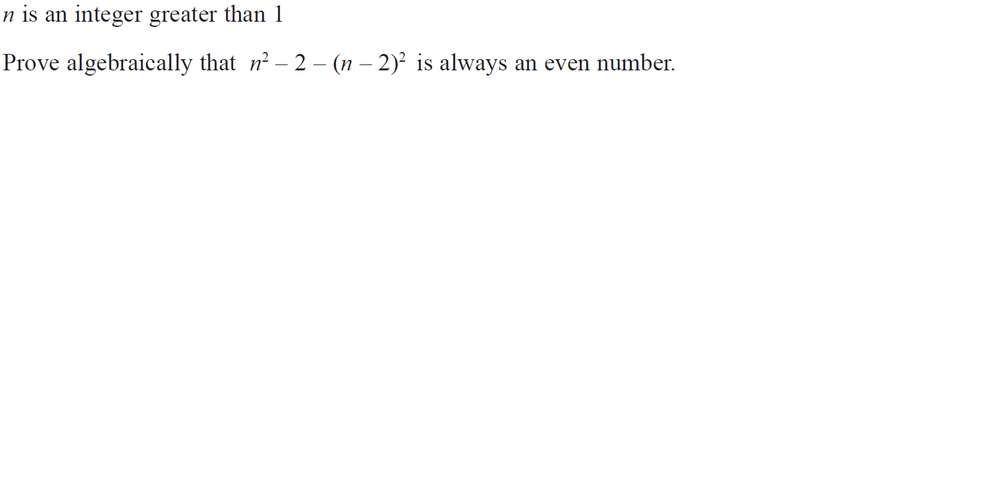 n is an integer greater than 1
Prove algebraically that n² – 2 – (n – 2)² is always an even number.